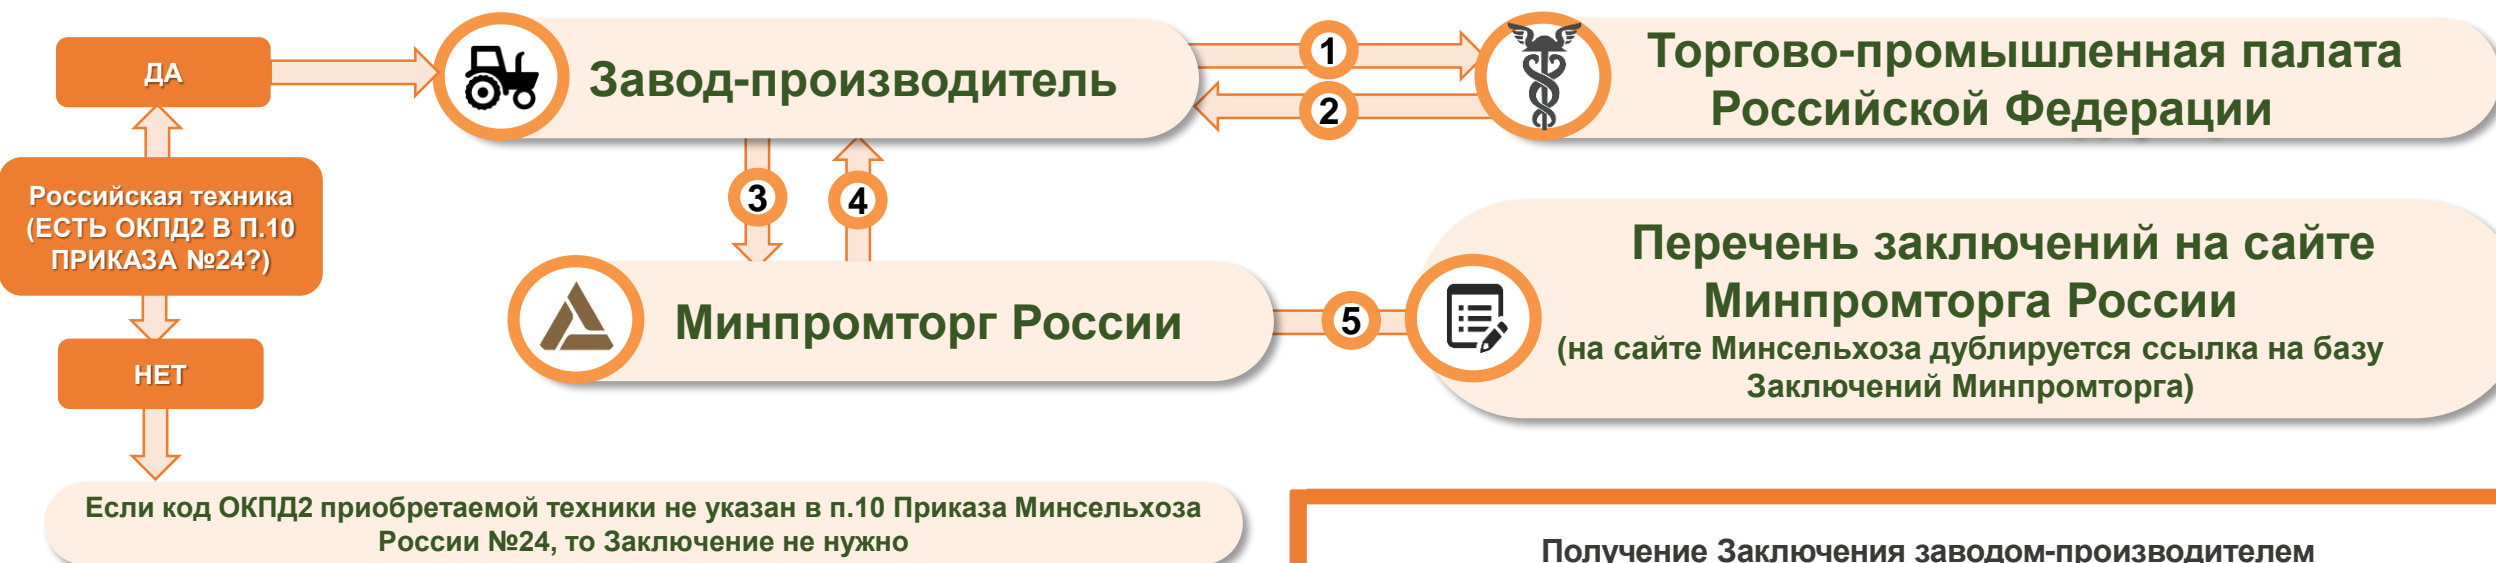 ДА
Завод-производитель
1
2
Торгово-промышленная палата
Российской Федерации
Российская техника
(ЕСТЬ ОКПД2 В П.10
ПРИКАЗА №24?)
3
4
НЕТ
Минпромторг России
5
Перечень заключений на сайте
Минпромторга России
(на сайте Минсельхоза дублируется ссылка на базу
Заключений Минпромторга)
Если код ОКПД2 приобретаемой техники не указан в п.10 Приказа Минсельхоза
России №24, то Заключение не нужно
Получение Заключения заводом-производителем